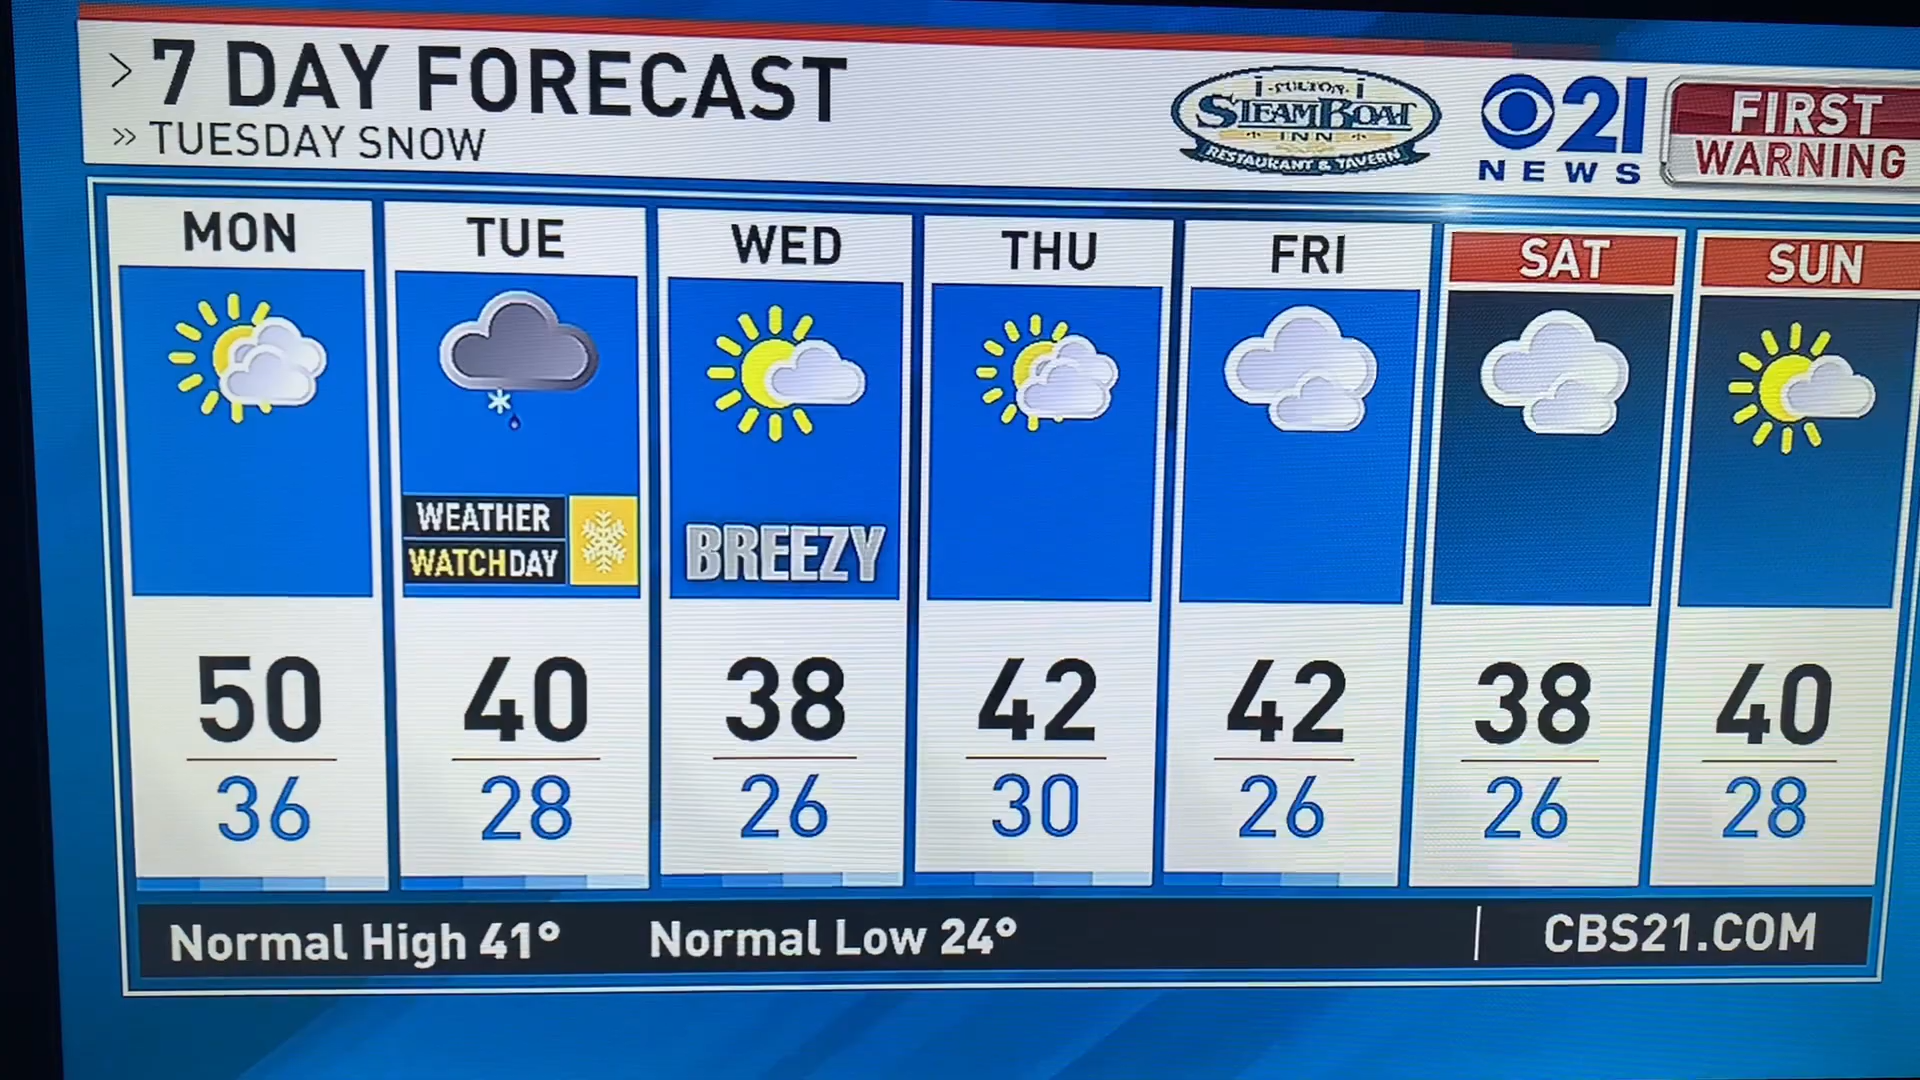 > 7 DAY FORECAST
» TUESDAY SNOW
FULTON
STEAMBOAT
INN
RESTAURANT & TAVERN
21
NEWS
FIRST
WARNING
MON TUE WED THU FRI SAT SUN
WEATHER
WATCHDAY
BREEZY
50 40 38 42 42 38 40
36 28 26 30 26 26 28
Normal High 41° Normal Low 24° | CBS21.COM